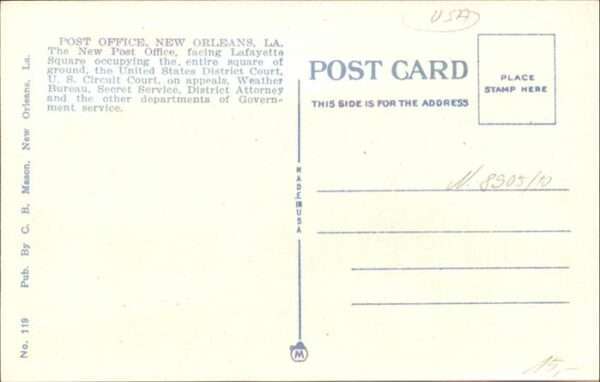 USA
POST OFFICE, NEW ORLEANS, LA.
The New Post Office, facing Lafayette
Square occupying the, entire square of
ground, the United States District Court,
U. S. Circuit Court, on appeals, Weather
Bureau, Secret Service, District Attorney
and the other departments of Govern-
ment service.
POST CARD
THIS SIDE IS FOR THE ADDRESS
PLACE
STAMP HERE
No. 119 Pub. By C. B. Mason, New Orleans, La.
MADE IN USA
N. 8305/10
M
15,-